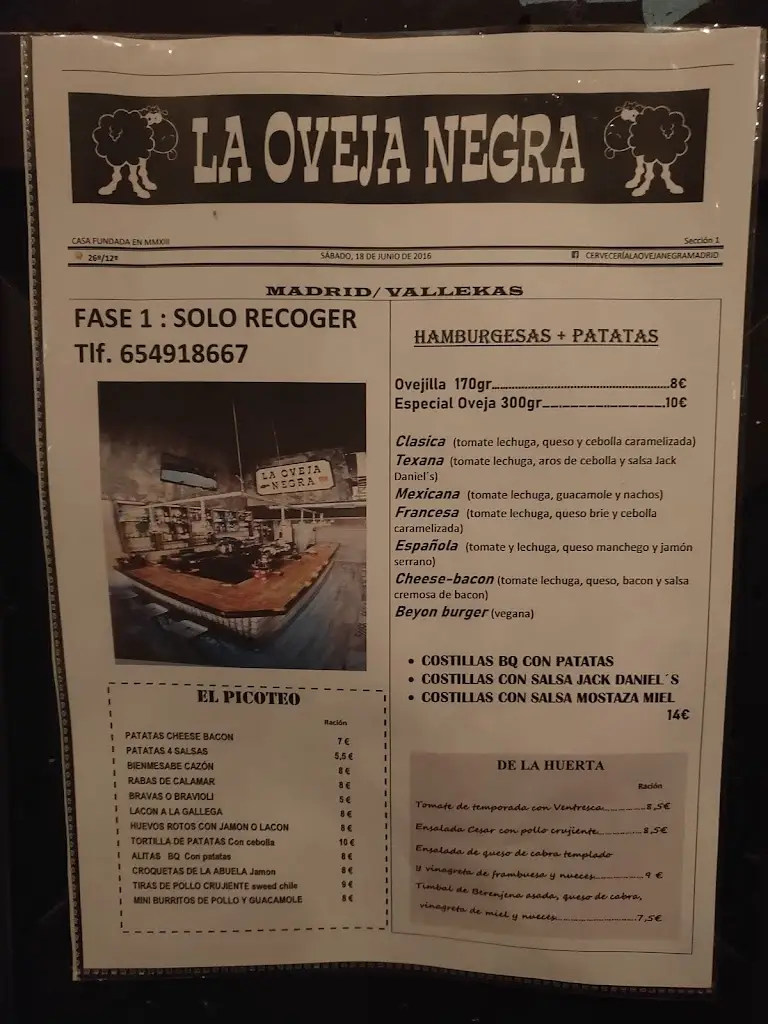 LA OVEJA NEGRA
CASA FUNDADA EN MMXIII
Sección 1
26º/12º
SÁBADO, 18 DE JUNIO DE 2016
CERVECERÍALAOVEJANEGRAMADRID
MADRID/VALLEKAS
FASE 1 : SOLO RECOGER
Tlf. 654918667
LA OVEJA
NEGRA
EL PICOTEO
Ración
PATATAS CHEESE BACON 7 €
PATATAS 4 SALSAS 5,5 €
BIENMESABE CAZÓN 8 €
RABAS DE CALAMAR 8 €
BRAVAS O BRAVIOLI 5 €
LACON A LA GALLEGA 8 €
HUEVOS ROTOS CON JAMON O LACON 8 €
TORTILLA DE PATATAS Con cebolla 10 €
ALITAS BQ Con patatas 8 €
CROQUETAS DE LA ABUELA Jamon 8 €
TIRAS DE POLLO CRUJIENTE sweed chile 9 €
MINI BURRITOS DE POLLO Y GUACAMOLE 8 €
HAMBURGESAS + PATATAS
Ovejilla 170gr.....................................................8€
Especial Oveja 300gr.....................................10€
Clasica (tomate lechuga, queso y cebolla caramelizada)
Texana (tomate lechuga, aros de cebolla y salsa Jack
Daniel´s)
Mexicana (tomate lechuga, guacamole y nachos)
Francesa (tomate lechuga, queso brie y cebolla
caramelizada)
Española (tomate y lechuga, queso manchego y jamón
serrano)
Cheese-bacon (tomate lechuga, queso, bacon y salsa
cremosa de bacon)
Beyon burger (vegana)
• COSTILLAS BQ CON PATATAS
• COSTILLAS CON SALSA JACK DANIEL´S
• COSTILLAS CON SALSA MOSTAZA MIEL
14€
DE LA HUERTA
Ración
Tomate de temporada con Ventresca...............8,5€
Ensalada Cesar con pollo crujiente...............8,5€
Ensalada de queso de cabra templado
Y vinagreta de frambuesa y nueces...............9 €
Timbal de Berenjena asada, queso de cabra,
vinagreta de miel y nueces......................7,5€